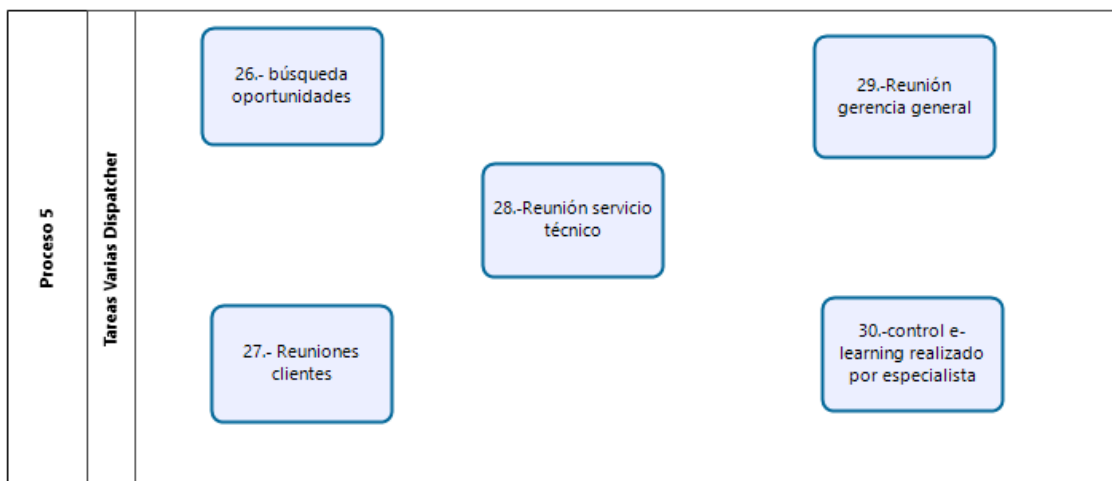 Proceso 5
Tareas Varias Dispatcher
26.- búsqueda
oportunidades
27.- Reuniones
clientes
28.-Reunión servicio
técnico
29.-Reunión
gerencia general
30.-control e-
learning realizado
por especialista